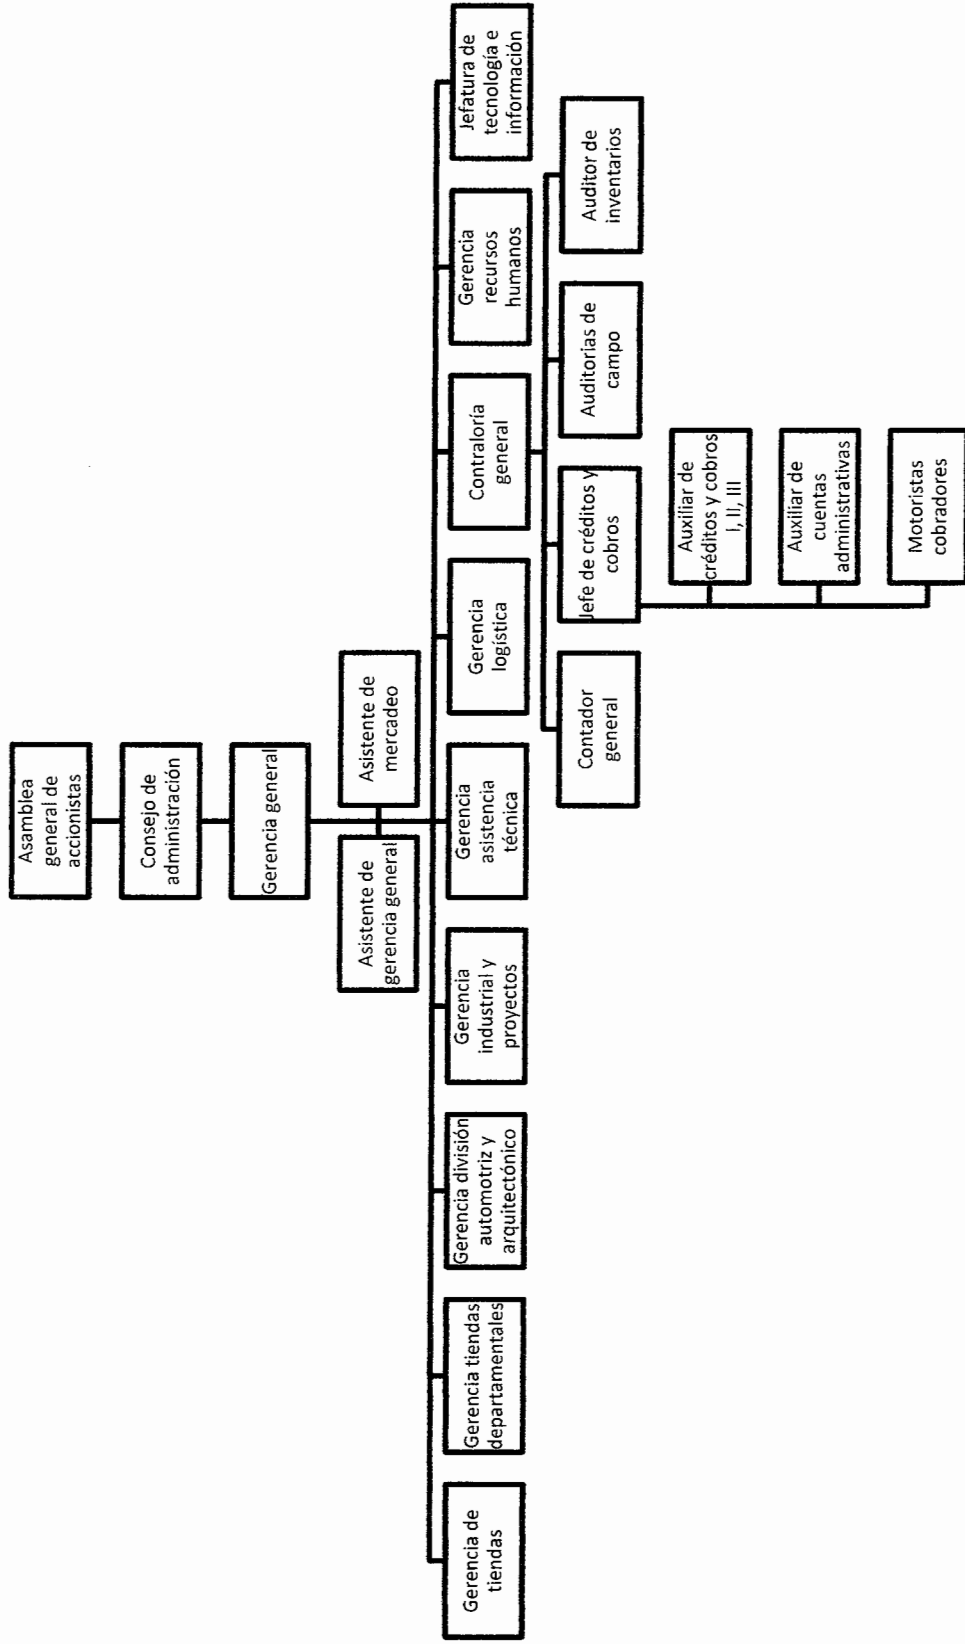 Asamblea
general de
accionistas
Consejo de
administración
Gerencia general
Asistente de
gerencia general
Asistente de
mercadeo
Gerencia de
tiendas
Gerencia tiendas
departamentales
Gerencia división
automotriz y
arquitectónico
Gerencia
industrial y
proyectos
Gerencia
asistencia
técnica
Gerencia
logística
Contraloría
general
Gerencia
recursos
humanos
Jefatura de
tecnología e
información
Contador
general
Jefe de créditos y
cobros
Auditorias de
campo
Auditor de
inventarios
Auxiliar de
créditos y cobros
I, II, III
Auxiliar de
cuentas
administrativas
Motoristas
cobradores